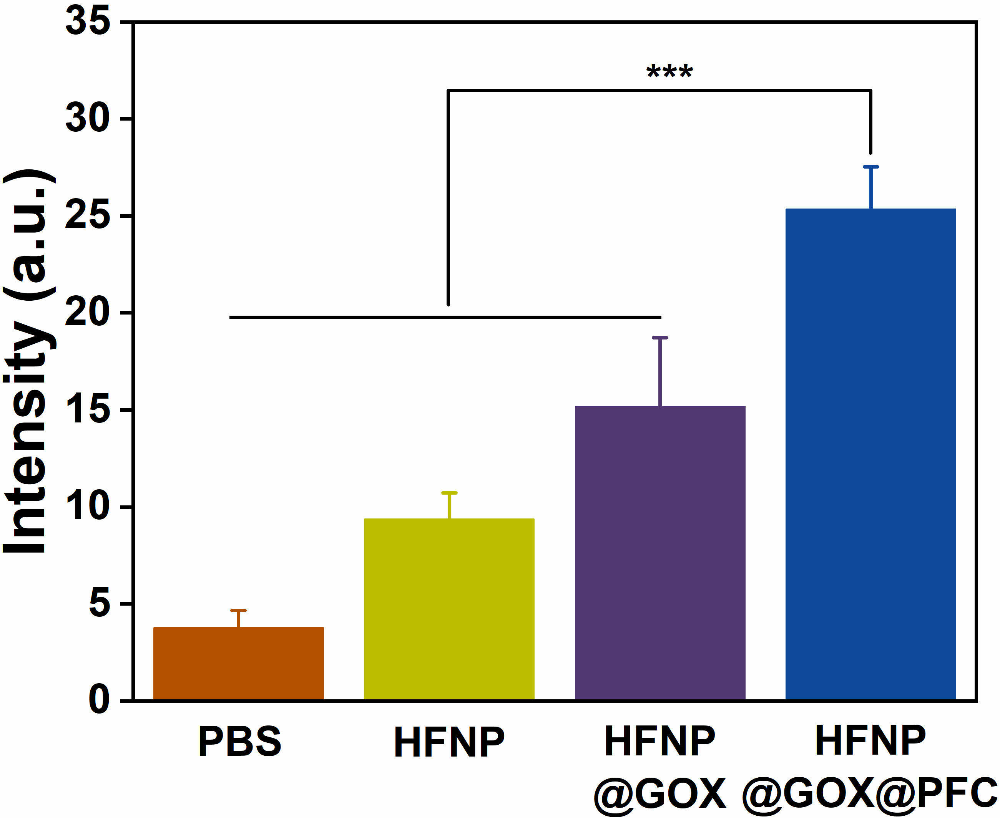 Intensity (a.u.)
35
30
25
20
15
10
5
0
***
PBS
HFNP
HFNP
@GOX
HFNP
@GOX@PFC